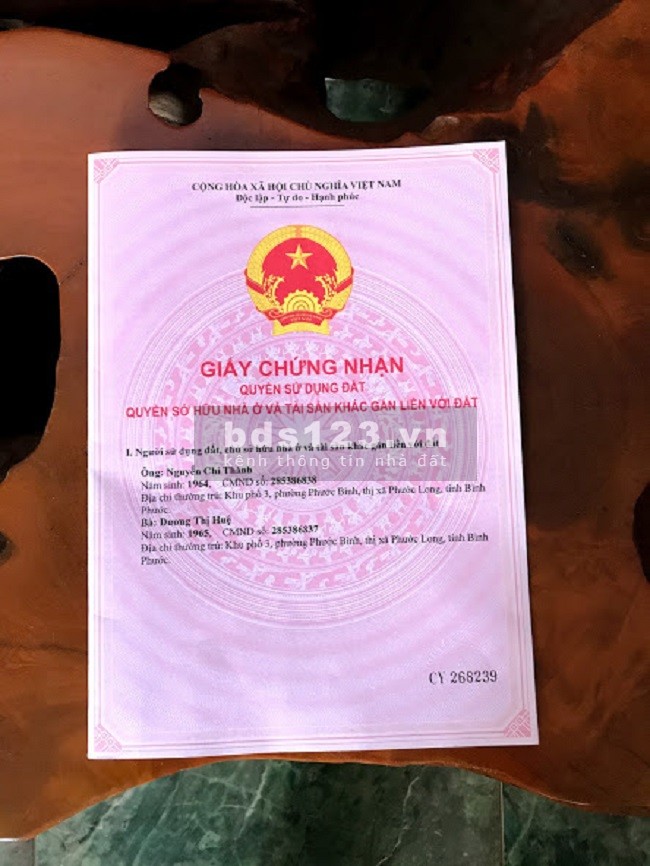 CỘNG HÒA XÃ HỘI CHỦ NGHĨA VIỆT NAM
Độc lập - Tự do - Hạnh phúc
GIẤY CHỨNG NHẬN
QUYỀN SỬ DỤNG ĐẤT
QUYỀN SỞ HỮU NHÀ Ở VÀ TÀI SẢN KHÁC GẮN LIỀN VỚI ĐẤT
bds123.vn
I. Người sử dụng đất, chủ sở hữu nhà ở và tài sản khác gắn liền với đất
kênh thông tin nhà đất
Ông: Nguyễn Chí Thành
Năm sinh: 1964, CMND số: 285386838
Địa chỉ thường trú: Khu phố 3, phường Phước Bình, thị xã Phước Long, tỉnh Bình
Phước.
Bà: Dương Thị Huệ
Năm sinh: 1965, CMND số: 285386837
Địa chỉ thường trú: Khu phố 3, phường Phước Bình, thị xã Phước Long, tỉnh Bình
Phước.
CY 268239